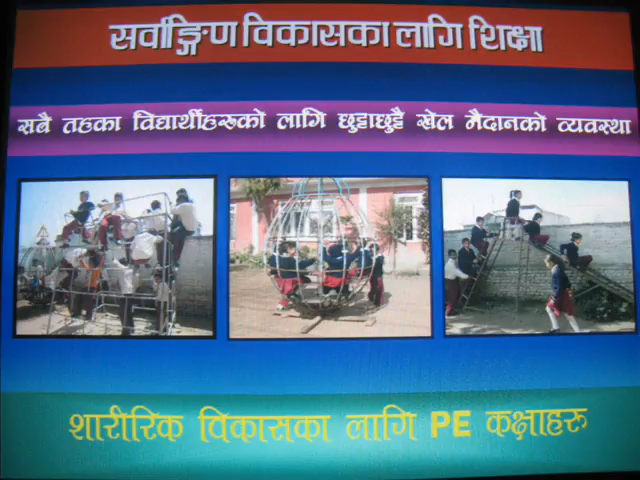 सर्वाङ्गिण विकासका लागि शिक्षा
सबै तहका विद्यार्थीहरुको लागि छुट्टाछुट्टै खेल मैदानको व्यवस्था
शारीरिक विकासका लागि PE कक्षाहरु